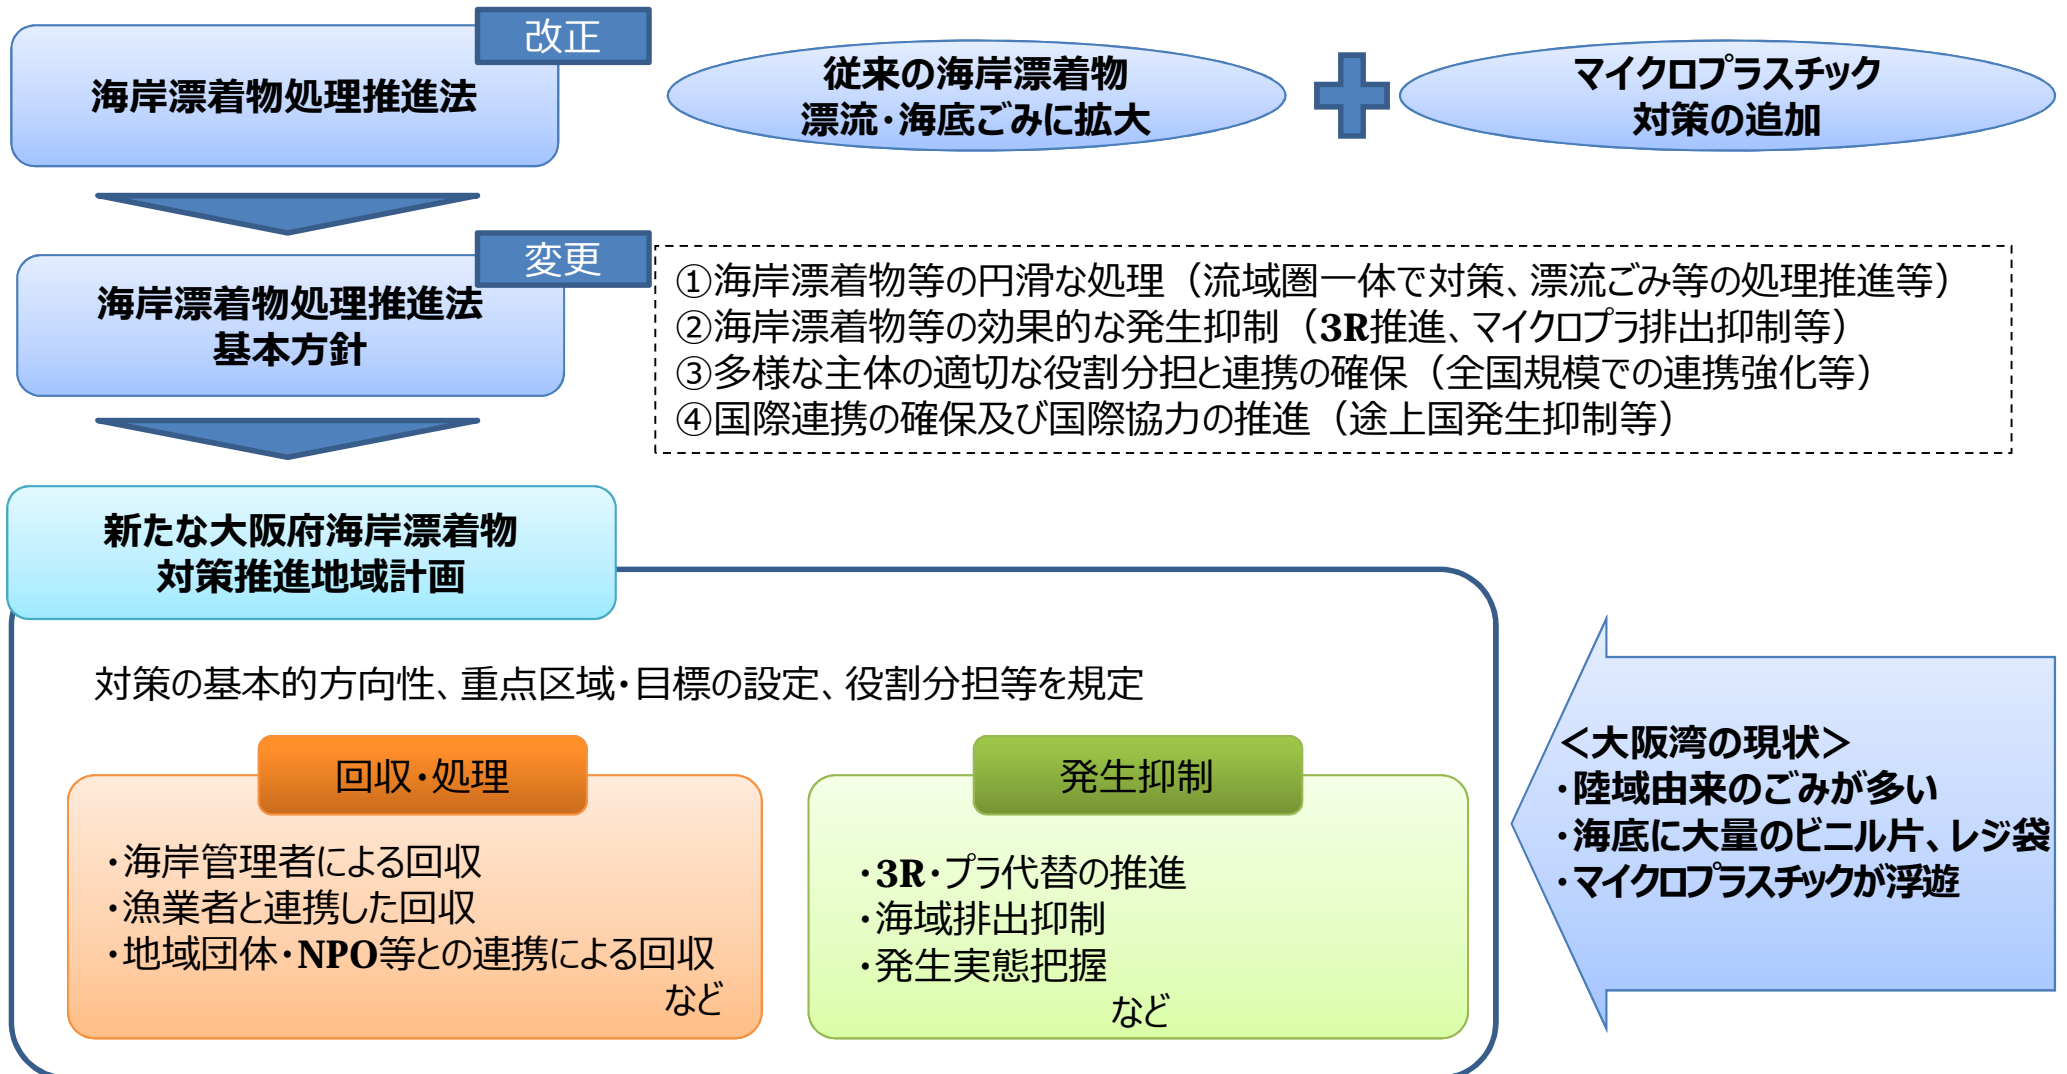 改正
海岸漂着物処理推進法
従来の海岸漂着物
漂流・海底ごみに拡大
マイクロプラスチック
対策の追加
変更
海岸漂着物処理推進法
基本方針
①海岸漂着物等の円滑な処理（流域圏一体で対策、漂流ごみ等の処理推進等）
②海岸漂着物等の効果的な発生抑制（3R推進、マイクロプラ排出抑制等）
③多様な主体の適切な役割分担と連携の確保（全国規模での連携強化等）
④国際連携の確保及び国際協力の推進（途上国発生抑制等）
新たな大阪府海岸漂着物
対策推進地域計画
対策の基本的方向性、重点区域・目標の設定、役割分担等を規定
回収・処理
・海岸管理者による回収
・漁業者と連携した回収
・地域団体・NPO等との連携による回収
など
発生抑制
・3R・プラ代替の推進
・海域排出抑制
・発生実態把握
など
＜大阪湾の現状＞
・陸域由来のごみが多い
・海底に大量のビニル片、レジ袋
・マイクロプラスチックが浮遊